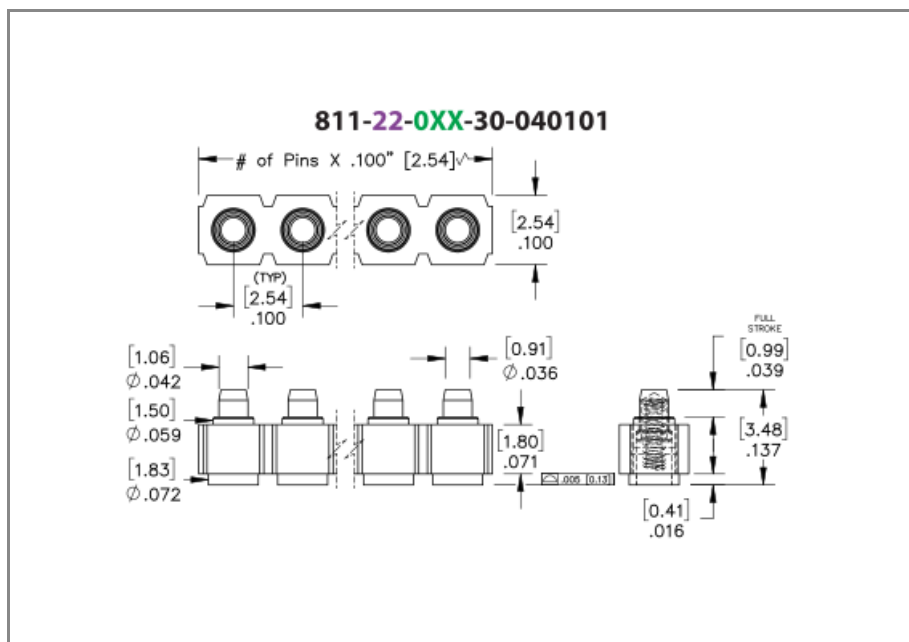 811-22-0XX-30-040101
# of Pins X .100" [2.54]
[2.54]
.100
(TYP)
[2.54]
.100
[1.06]
Ø.042
[0.91]
Ø.036
FULL
STROKE
[0.99]
.039
[1.50]
Ø.059
[1.80]
.071
[3.48]
.137
[1.83]
Ø.072
.005 [0.13]
[0.41]
.016